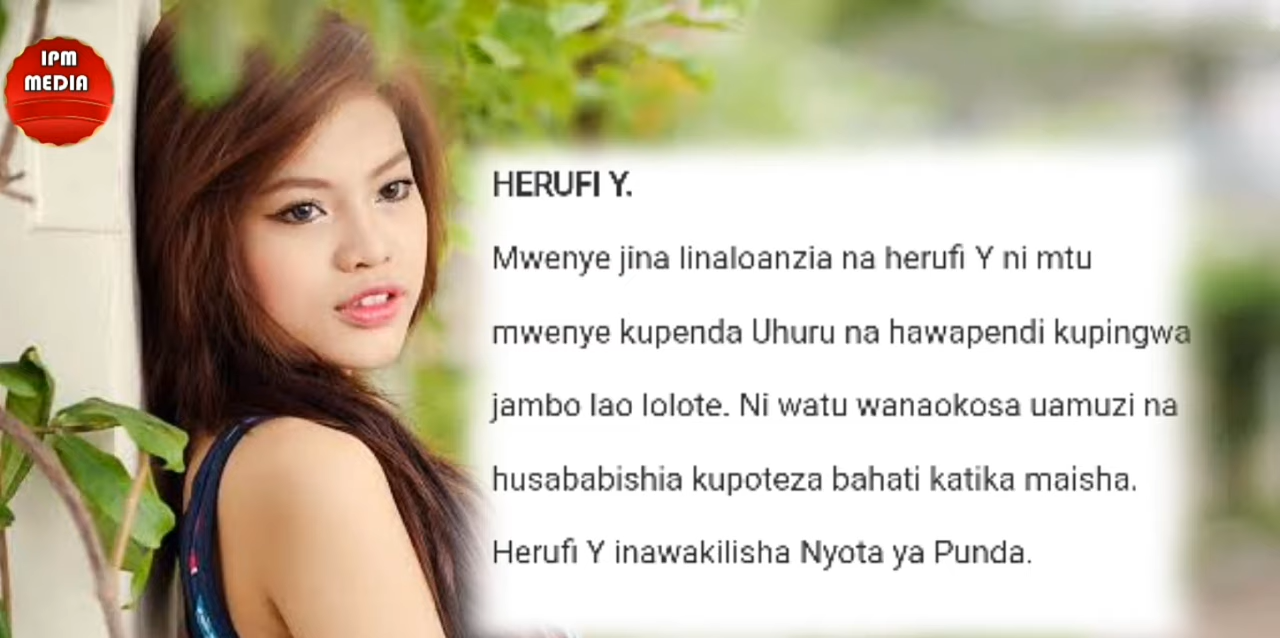 IPM
MEDIA
HERUFI Y.
Mwenye jina linaloanzia na herufi Y ni mtu
mwenye kupenda Uhuru na hawapendi kupingwa
jambo lao lolote. Ni watu wanaokosa uamuzi na
husababishia kupoteza bahati katika maisha.
Herufi Y inawakilisha Nyota ya Punda.